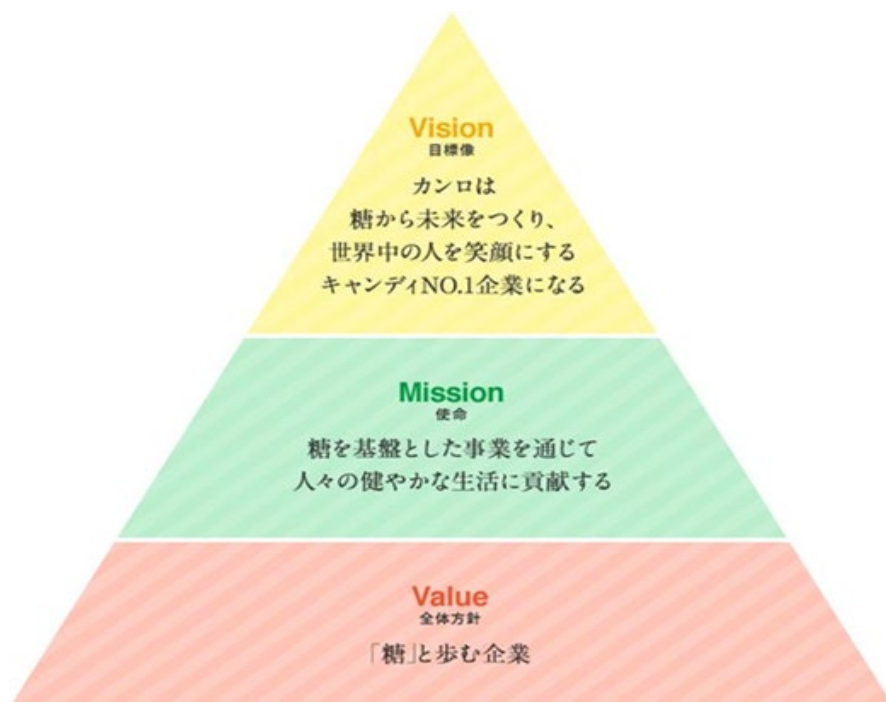 Vision
目標像
カンロは
糖から未来をつくり、
世界中の人を笑顔にする
キャンディNO.1企業になる
Mission
使命
糖を基盤とした事業を通じて
人々の健やかな生活に貢献する
Value
全体方針
「糖」と歩む企業